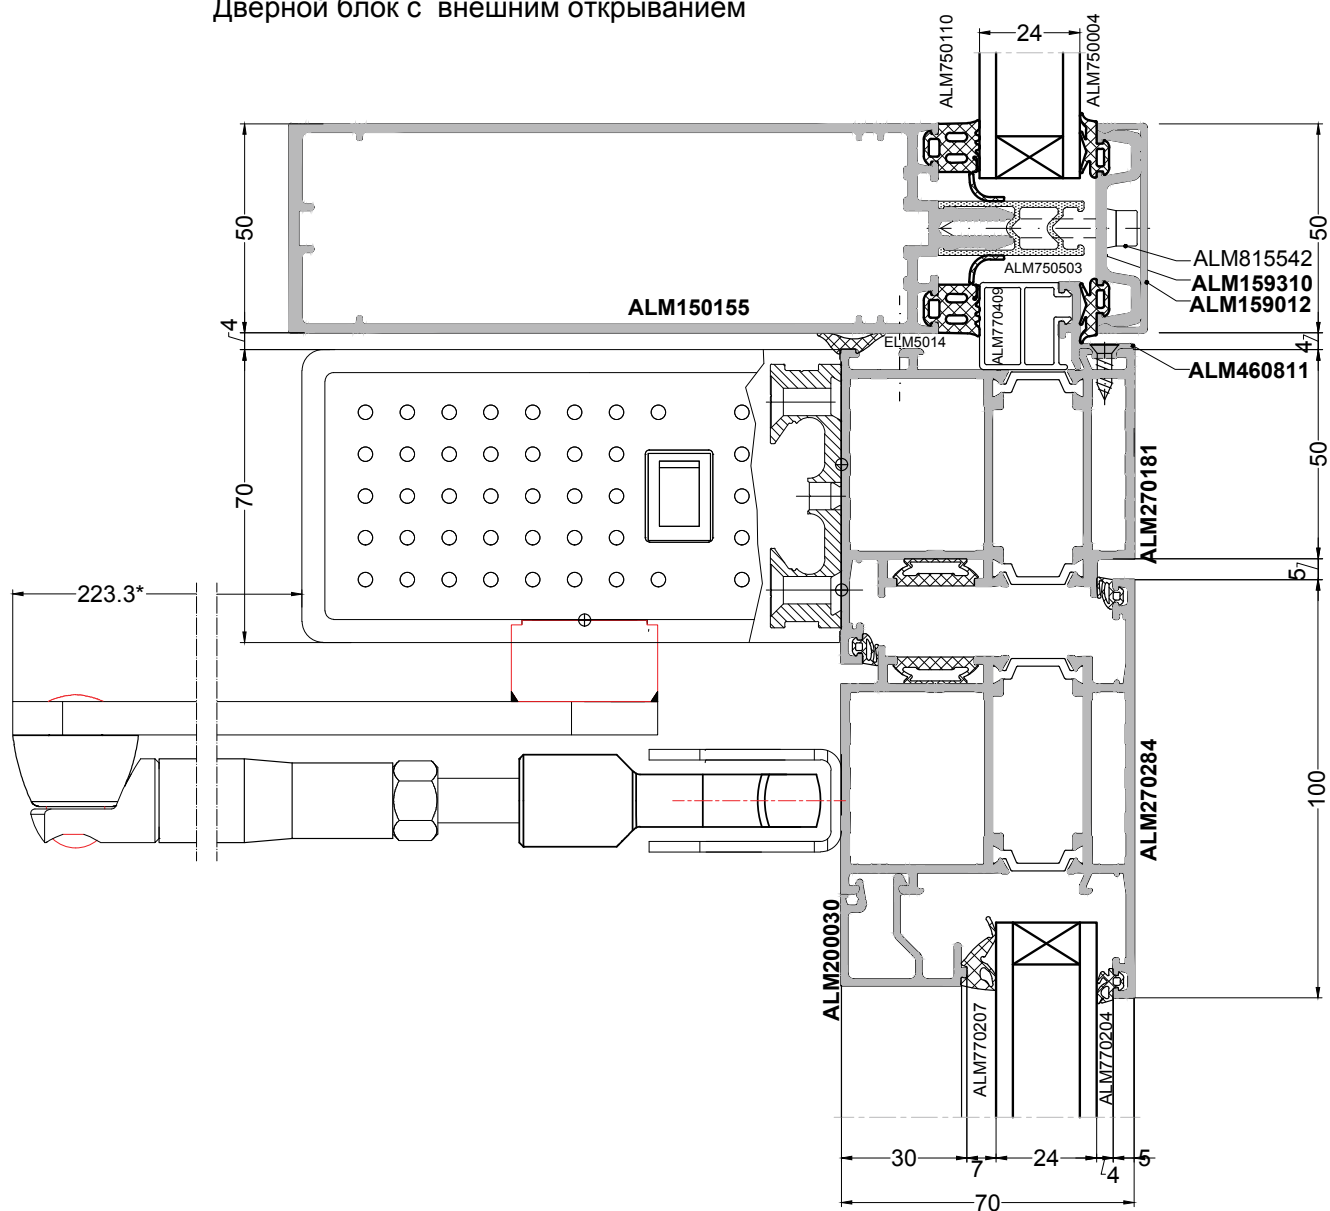 Дверной блок с внешним открыванием
ALM750110
24
ALM750004
50
50
ALM815542
ALM750503
ALM159310
ALM159012
ALM150155
ALM770409
4
ELM5014
4
ALM460811
70
50
ALM270181
5
223.3*
ALM270284
100
ALM200030
ALM770207
ALM770204
30
7
24
4
5
70